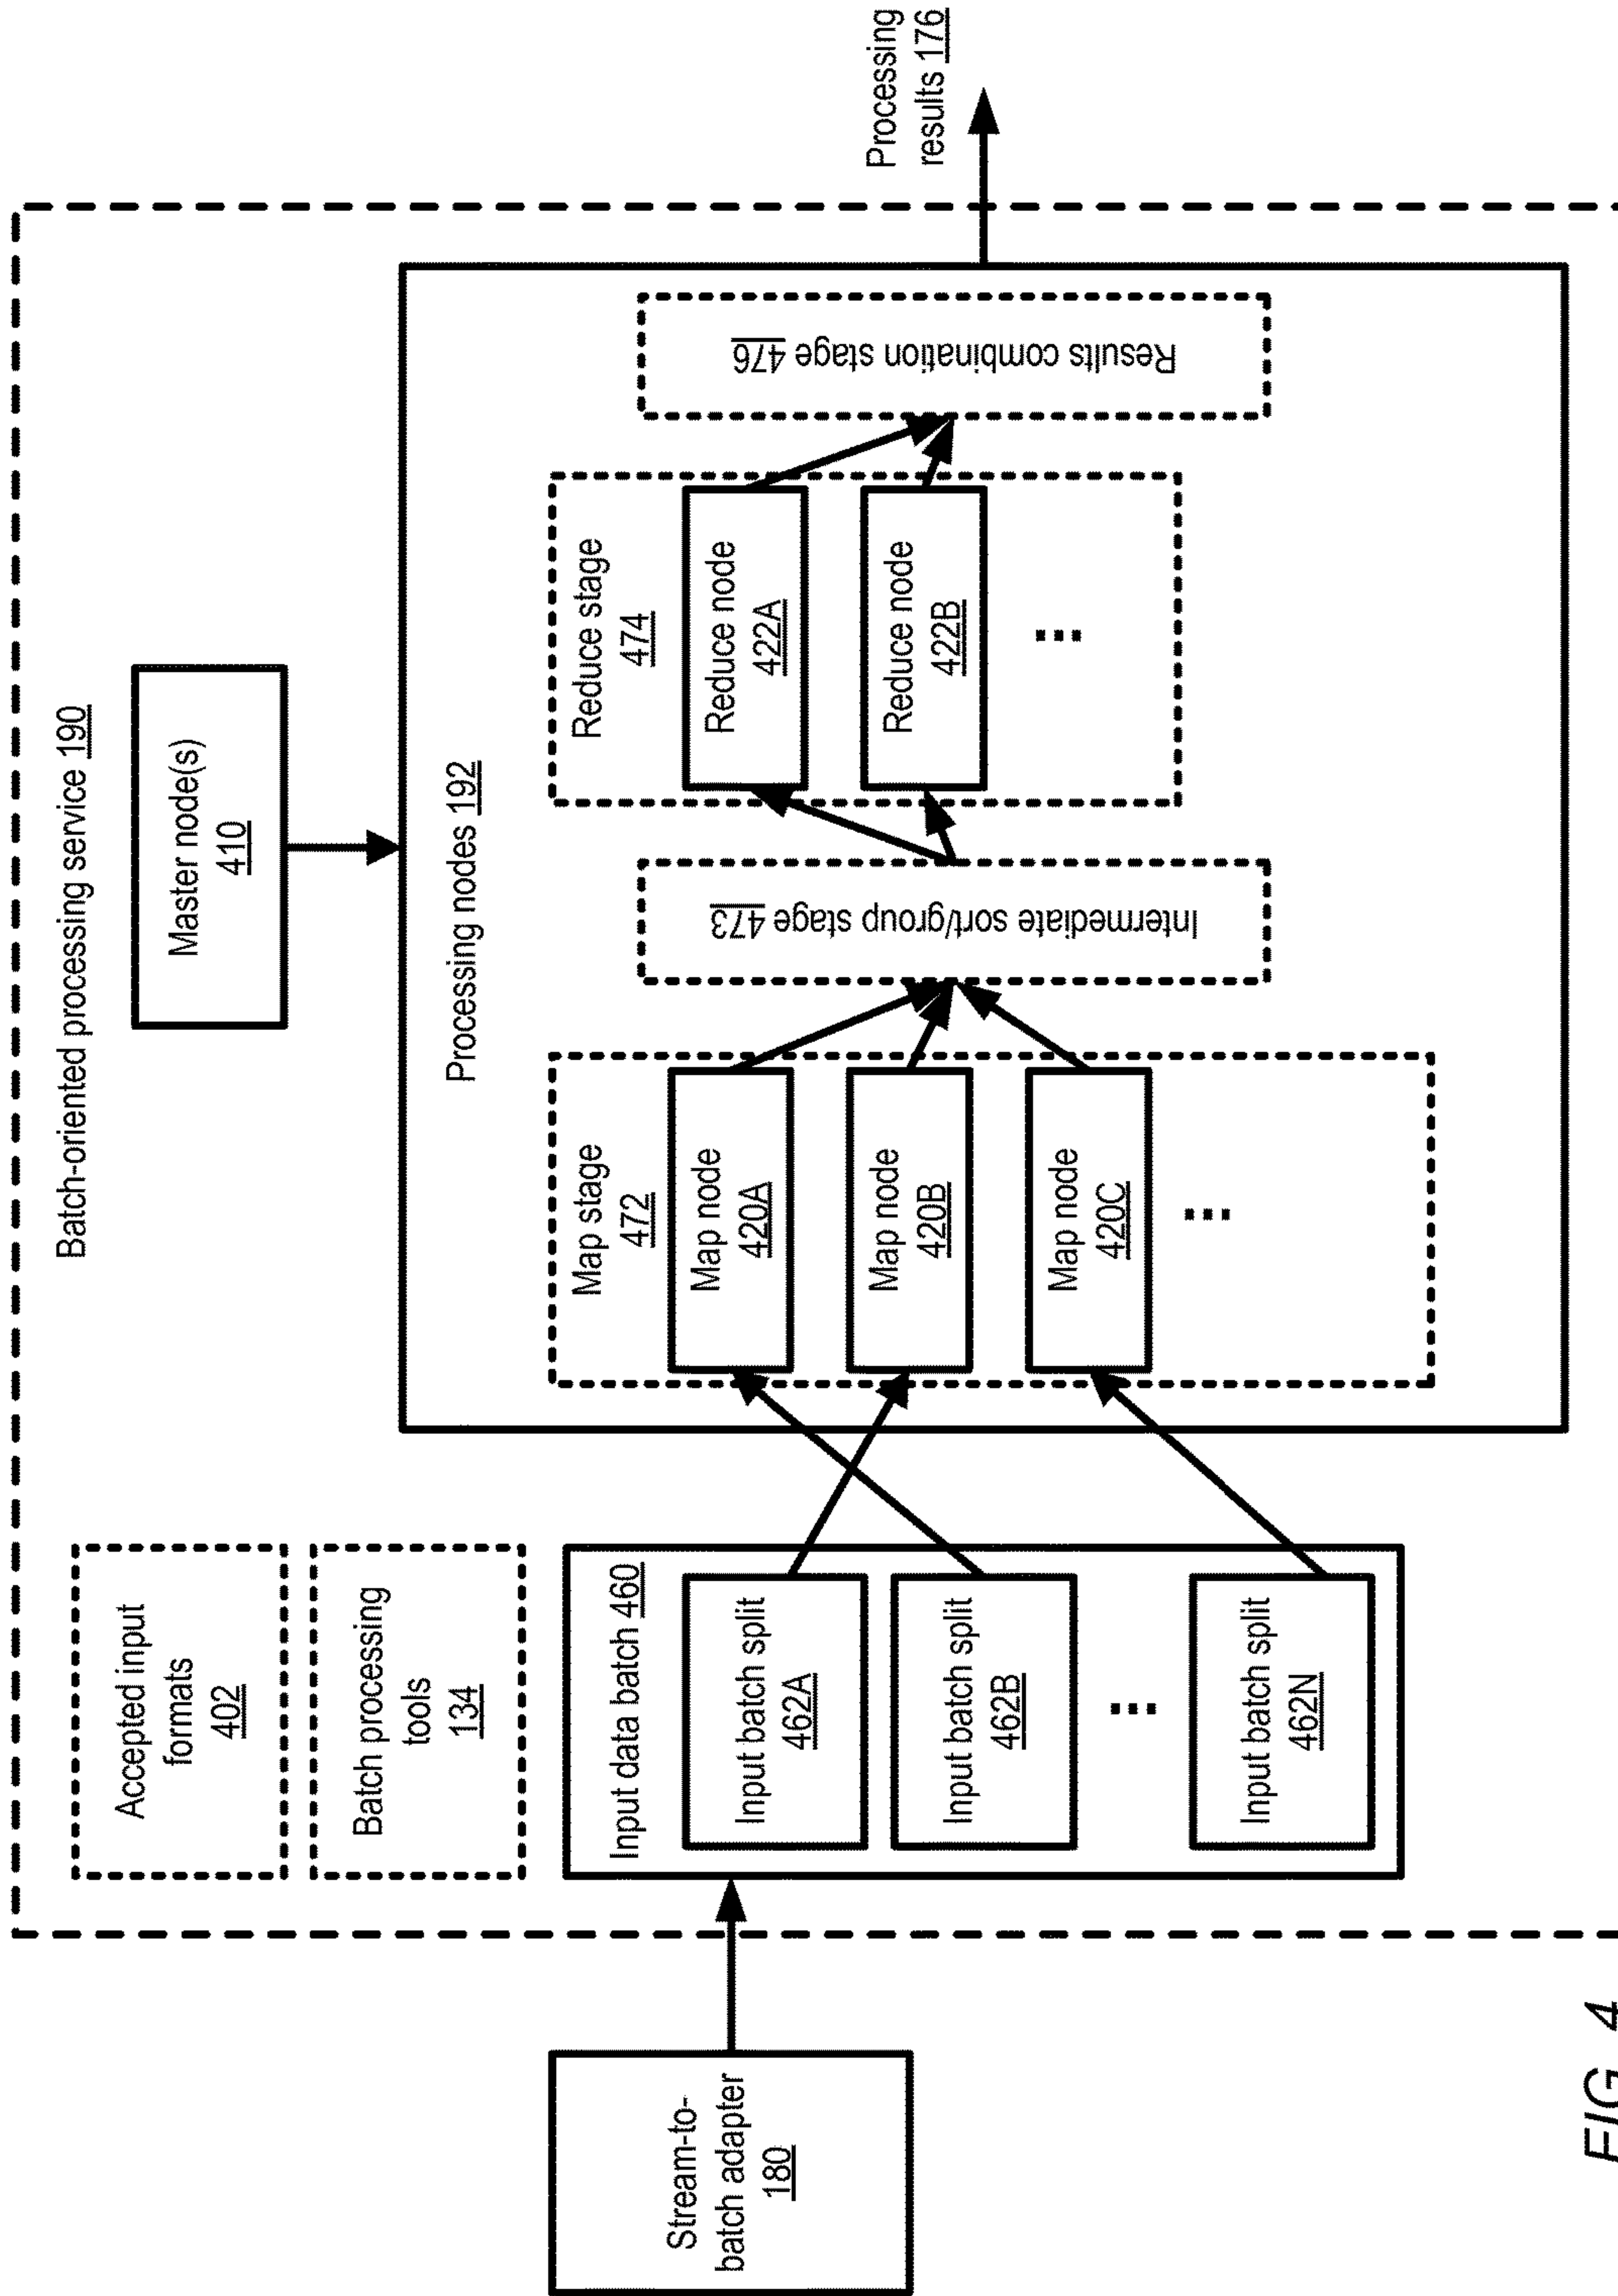 Batch-oriented processing service 190
Accepted input
formats
402
Batch processing
tools
134
Master node(s)
410
Stream-to-
batch adapter
180
Input data batch 460
Input batch split
462A
Input batch split
462B
...
Input batch split
462N
Processing nodes 192
Map stage
472
Map node
420A
Map node
420B
Map node
420C
...
Intermediate sort/group stage 473
Reduce stage
474
Reduce node
422A
Reduce node
422B
...
Results combination stage 476
Processing
results 176
FIG. 4